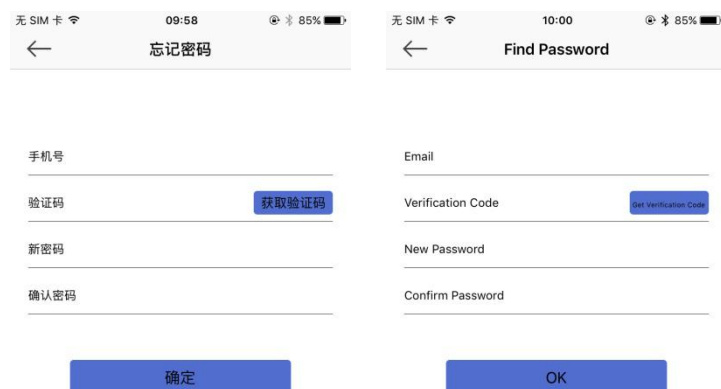 无 SIM 卡 09:58 85%
忘记密码
手机号
验证码 获取验证码
新密码
确认密码
确定
无 SIM 卡 10:00 85%
Find Password
Email
Verification Code Get Verification Code
New Password
Confirm Password
OK